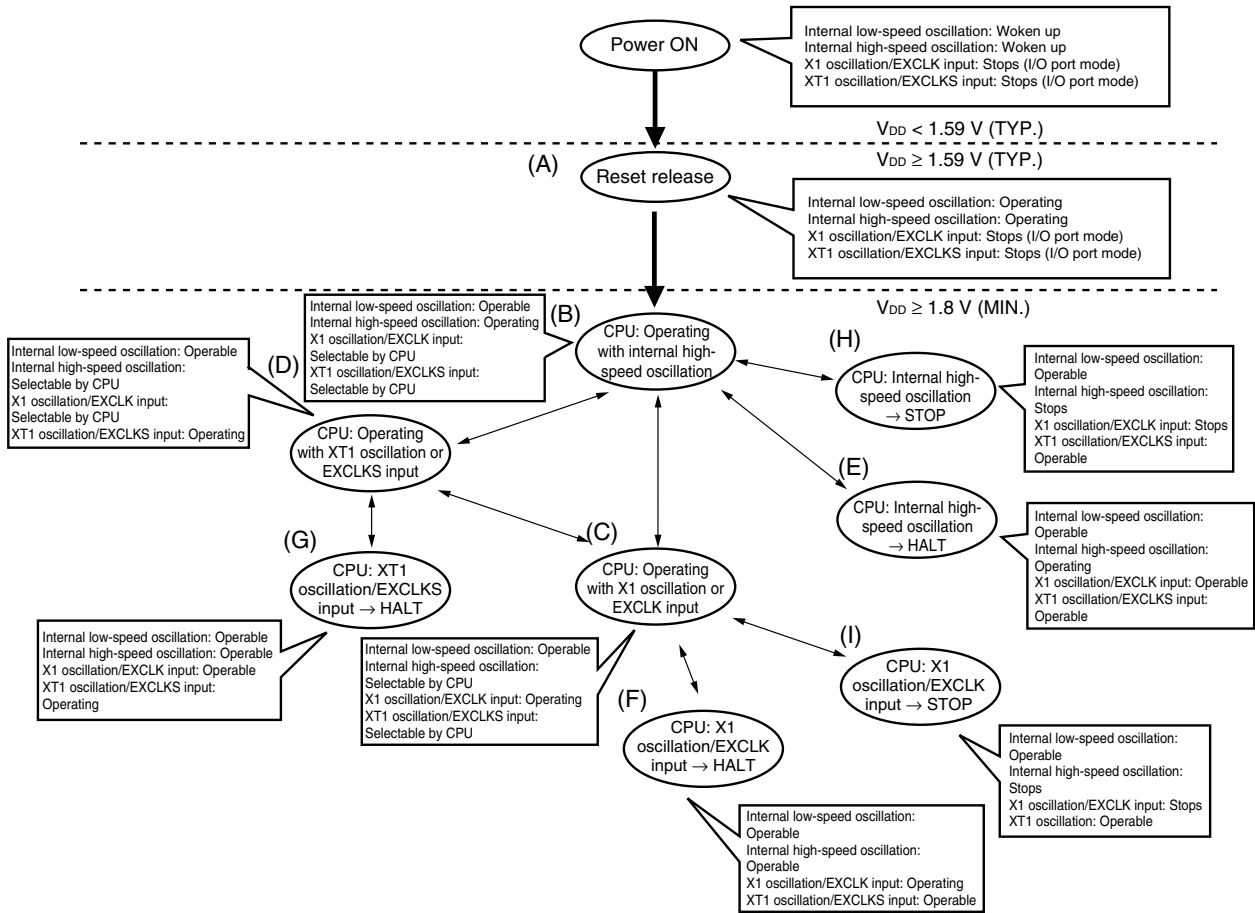 Power ON
Internal low-speed oscillation: Woken up
Internal high-speed oscillation: Woken up
X1 oscillation/EXCLK input: Stops (I/O port mode)
XT1 oscillation/EXCLKS input: Stops (I/O port mode)
VDD < 1.59 V (TYP.)
VDD ≥ 1.59 V (TYP.)
(A)
Reset release
Internal low-speed oscillation: Operating
Internal high-speed oscillation: Operating
X1 oscillation/EXCLK input: Stops (I/O port mode)
XT1 oscillation/EXCLKS input: Stops (I/O port mode)
VDD ≥ 1.8 V (MIN.)
Internal low-speed oscillation: Operable
Internal high-speed oscillation: Operating
X1 oscillation/EXCLK input:
Selectable by CPU
XT1 oscillation/EXCLKS input:
Selectable by CPU
(B)
CPU: Operating
with internal high-
speed oscillation
(H)
CPU: Internal high-
speed oscillation
→ STOP
Internal low-speed oscillation:
Operable
Internal high-speed oscillation:
Stops
X1 oscillation/EXCLK input: Stops
XT1 oscillation/EXCLKS input:
Operable
Internal low-speed oscillation: Operable
Internal high-speed oscillation:
Selectable by CPU
X1 oscillation/EXCLK input:
Selectable by CPU
XT1 oscillation/EXCLKS input: Operating
(D)
CPU: Operating
with XT1 oscillation or
EXCLKS input
(E)
CPU: Internal high-
speed oscillation
→ HALT
Internal low-speed oscillation:
Operable
Internal high-speed oscillation:
Operating
X1 oscillation/EXCLK input: Operable
XT1 oscillation/EXCLKS input:
Operable
(G)
CPU: XT1
oscillation/EXCLKS
input → HALT
(C)
CPU: Operating
with X1 oscillation or
EXCLK input
Internal low-speed oscillation: Operable
Internal high-speed oscillation: Operable
X1 oscillation/EXCLK input: Operable
XT1 oscillation/EXCLKS input:
Operating
Internal low-speed oscillation: Operable
Internal high-speed oscillation:
Selectable by CPU
X1 oscillation/EXCLK input: Operating
XT1 oscillation/EXCLKS input:
Selectable by CPU
(I)
CPU: X1
oscillation/EXCLK
input → STOP
(F)
CPU: X1
oscillation/EXCLK
input → HALT
Internal low-speed oscillation:
Operable
Internal high-speed oscillation:
Stops
X1 oscillation/EXCLK input: Stops
XT1 oscillation: Operable
Internal low-speed oscillation:
Operable
Internal high-speed oscillation:
Operable
X1 oscillation/EXCLK input: Operating
XT1 oscillation/EXCLKS input: Operable